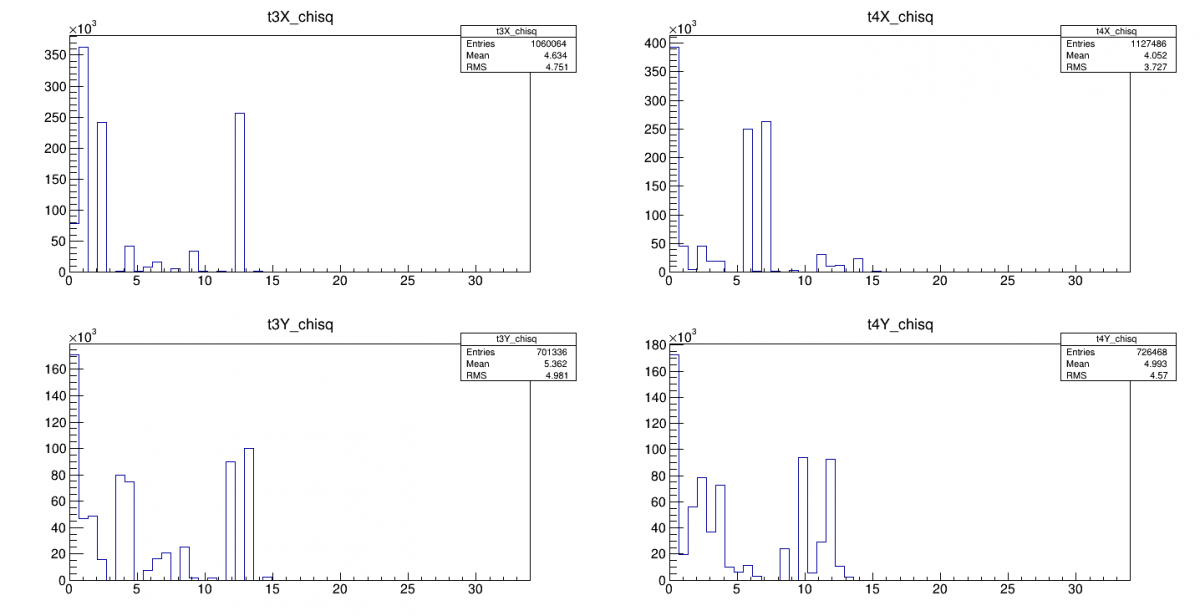 t3X_chisq
×10³
t3X_chisq
Entries 1060064
Mean 4.634
RMS 4.751
350
300
250
200
150
100
50
0
0 5 10 15 20 25 30
t4X_chisq
×10³
t4X_chisq
Entries 1127486
Mean 4.052
RMS 3.727
400
350
300
250
200
150
100
50
0
0 5 10 15 20 25 30
t3Y_chisq
×10³
t3Y_chisq
Entries 701336
Mean 5.362
RMS 4.981
160
140
120
100
80
60
40
20
0
0 5 10 15 20 25 30
t4Y_chisq
×10³
t4Y_chisq
Entries 726468
Mean 4.993
RMS 4.57
180
160
140
120
100
80
60
40
20
0
0 5 10 15 20 25 30